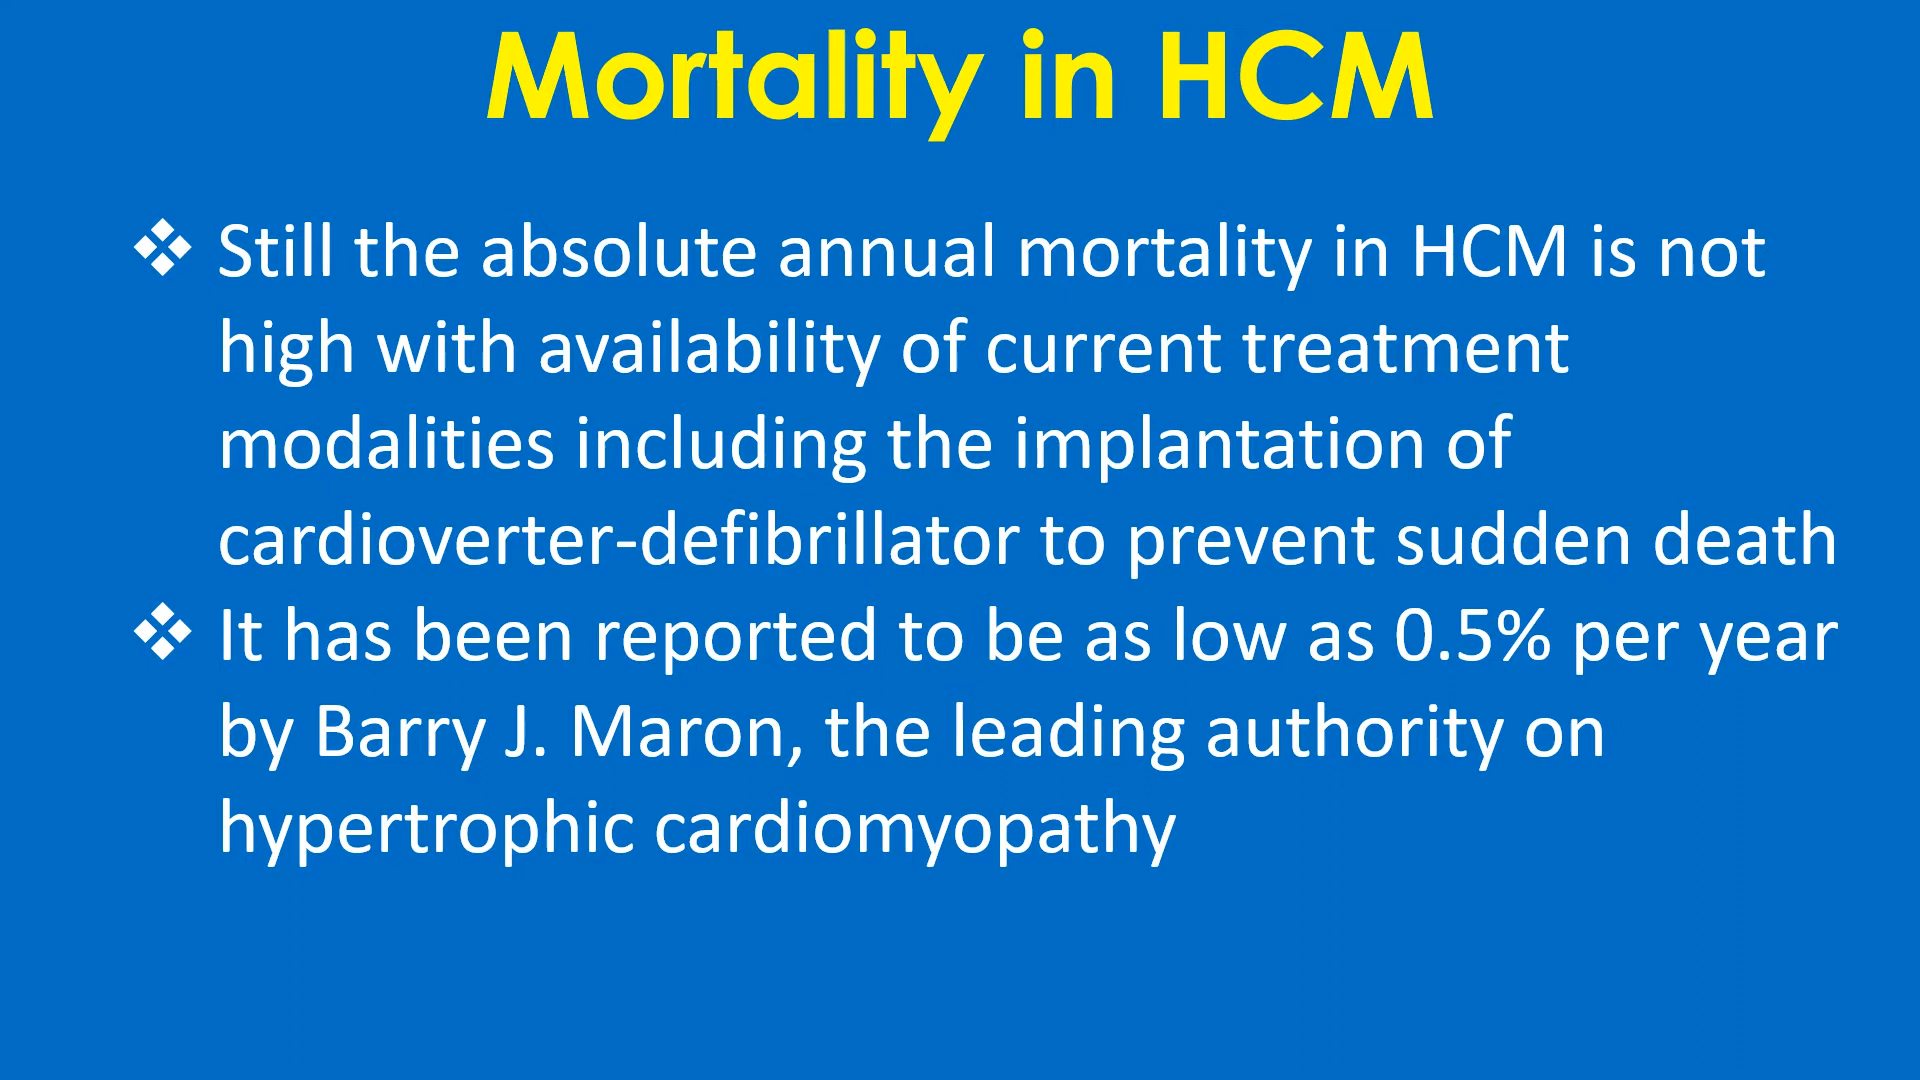 Mortality in HCM
❖ Still the absolute annual mortality in HCM is not
high with availability of current treatment
modalities including the implantation of
cardioverter-defibrillator to prevent sudden death
❖ It has been reported to be as low as 0.5% per year
by Barry J. Maron, the leading authority on
hypertrophic cardiomyopathy